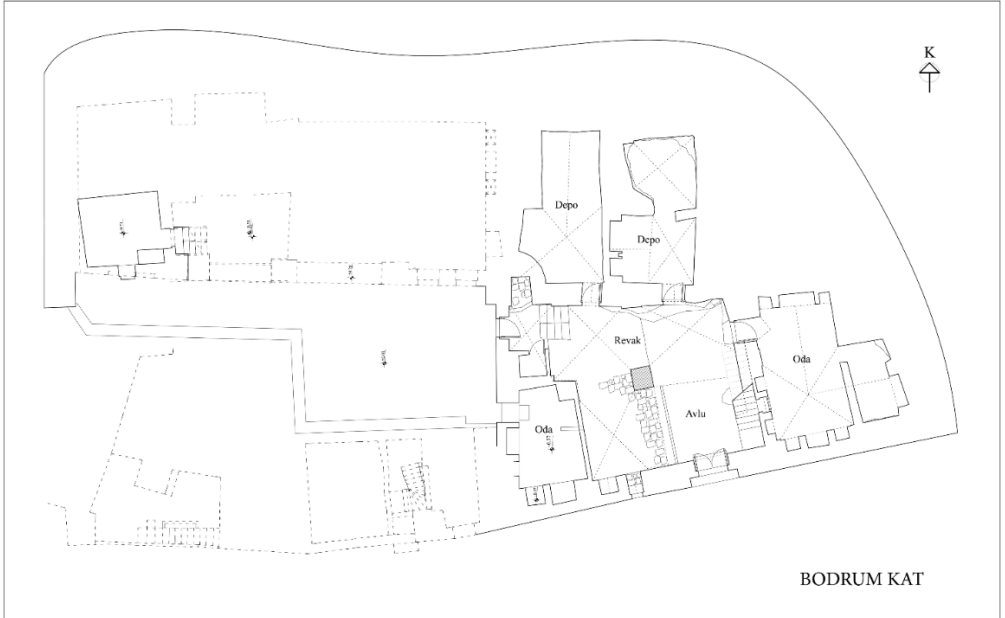 K
Depo
Depo
Revak
Oda
Avlu
Oda
BODRUM KAT